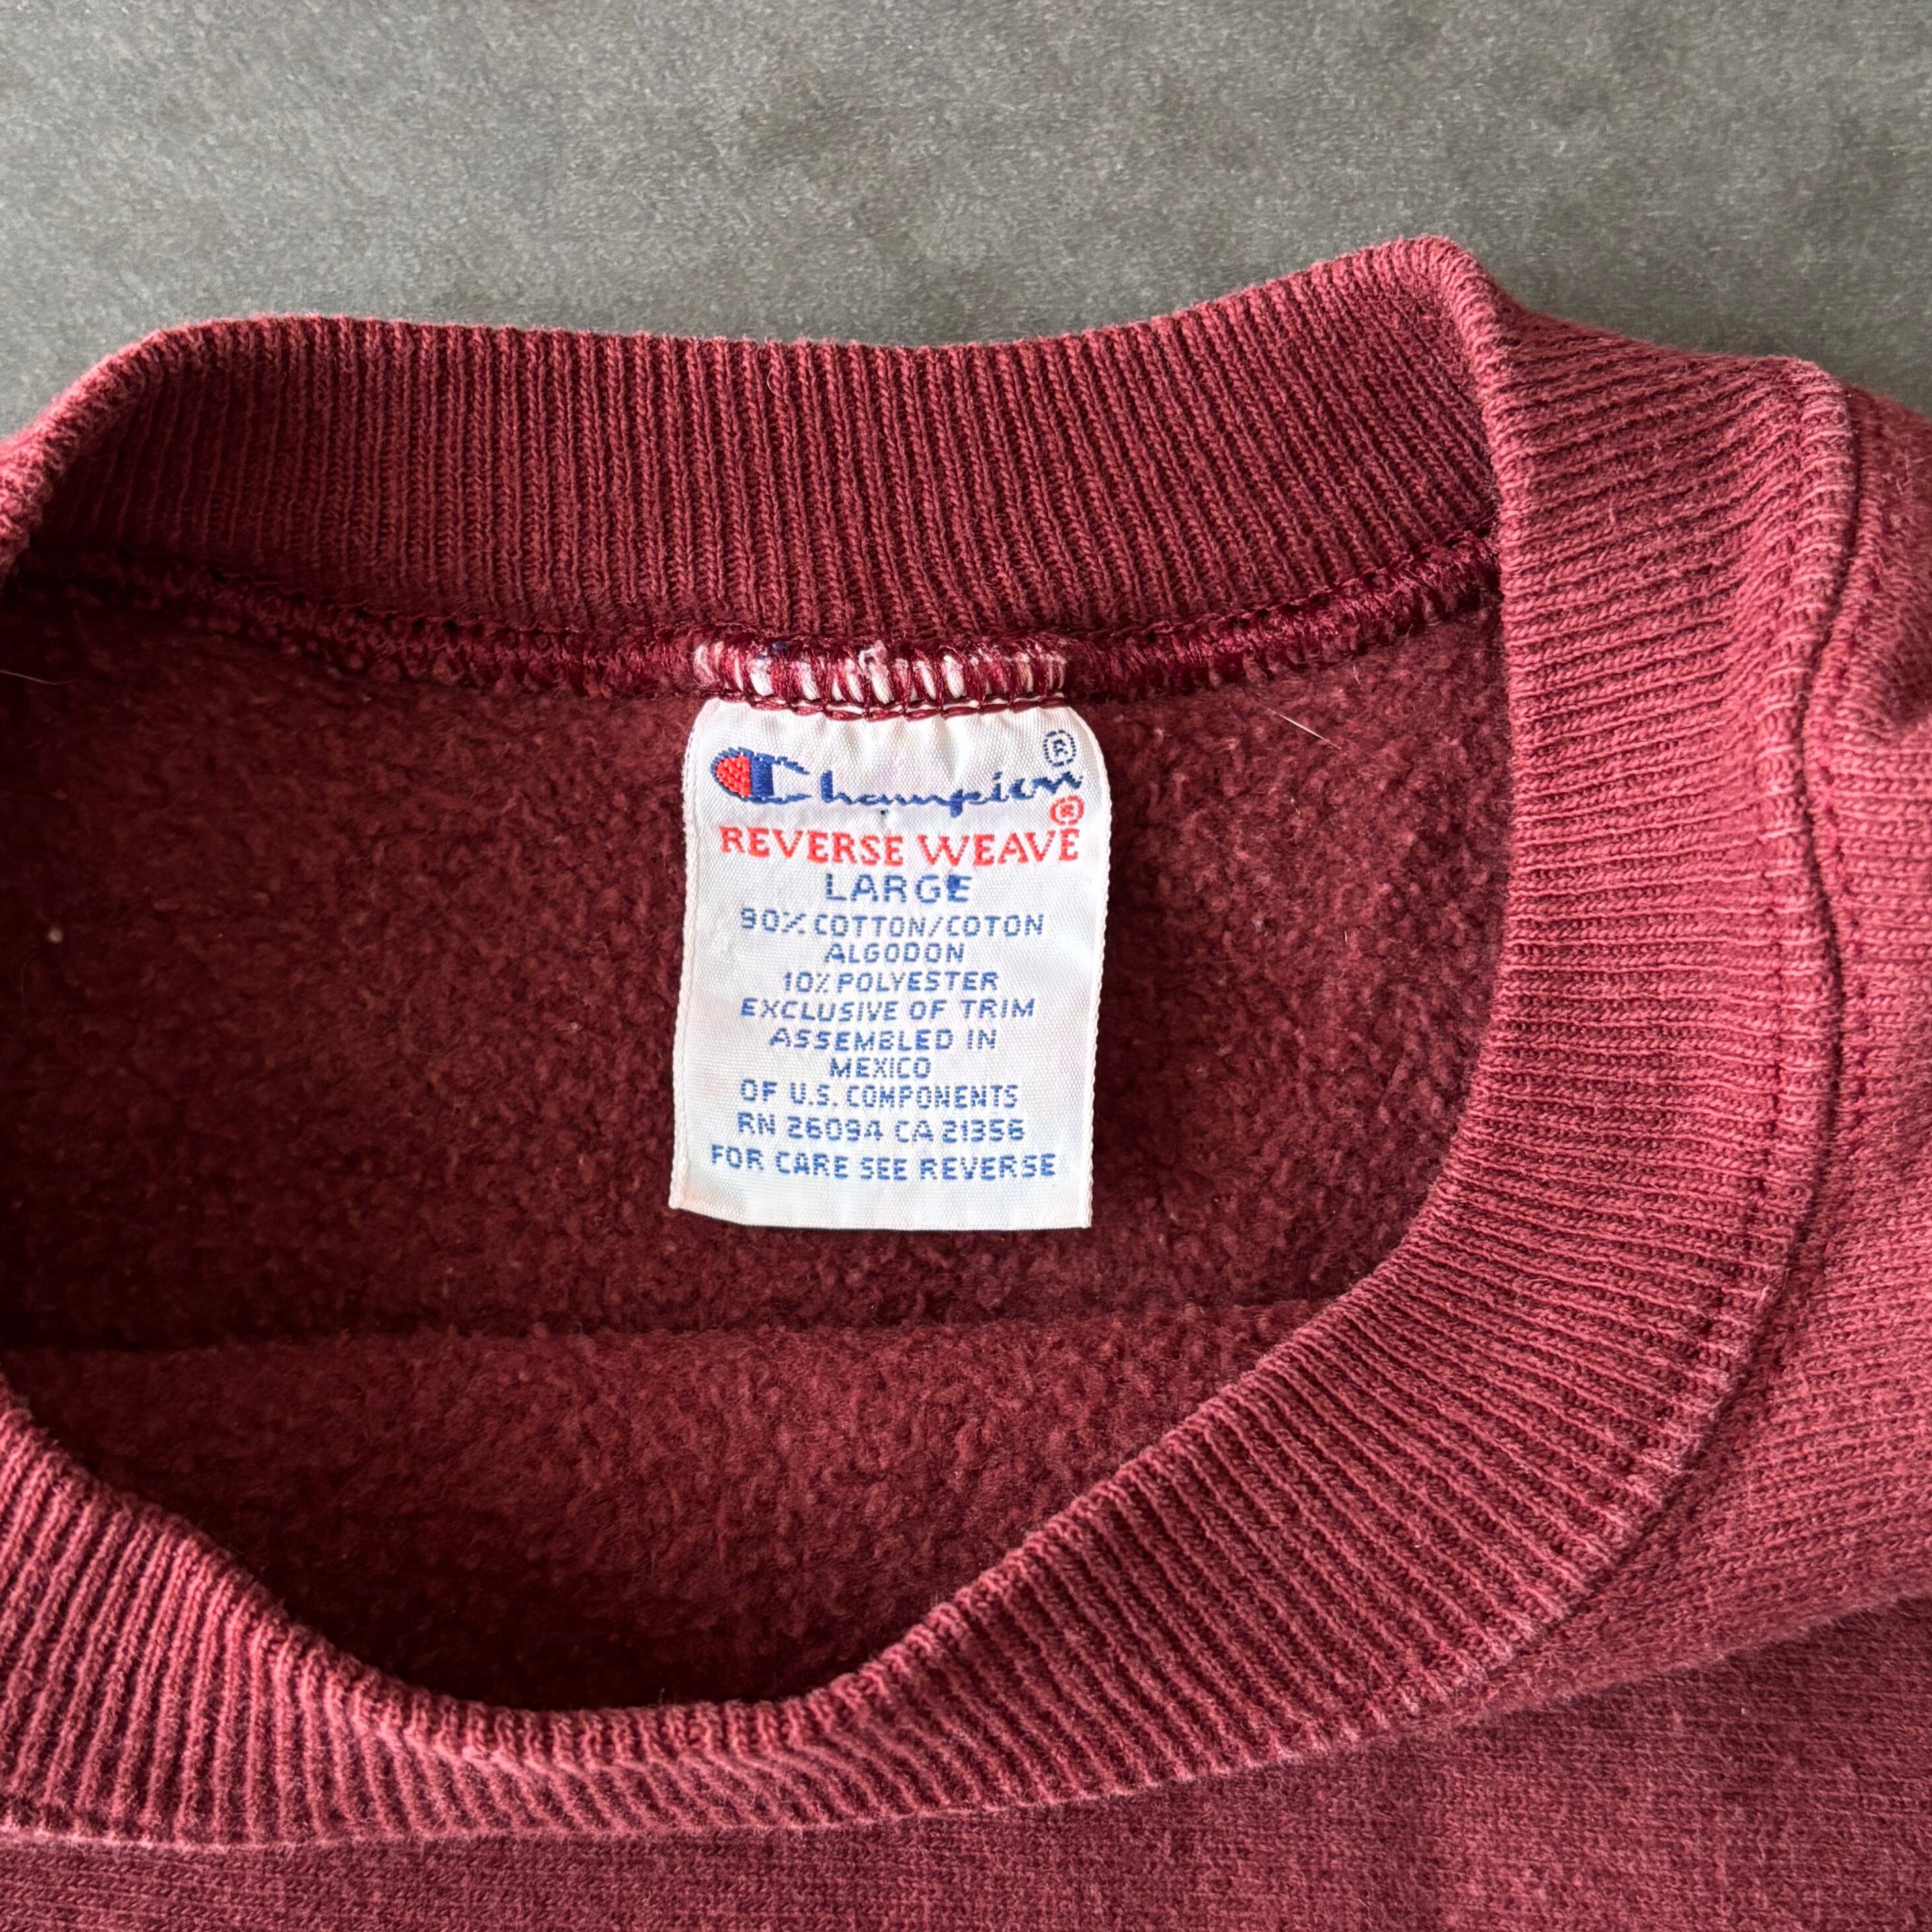 Champion®
REVERSE WEAVE®
LARGE
90% COTTON/COTON
ALGODON
10% POLYESTER
EXCLUSIVE OF TRIM
ASSEMBLED IN
MEXICO
OF U.S. COMPONENTS
RN 26094 CA 21356
FOR CARE SEE REVERSE